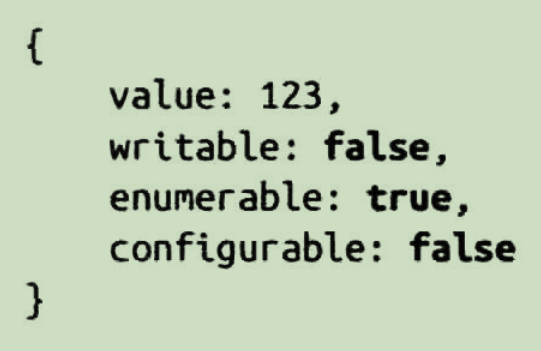 {
    value: 123,
    writable: false,
    enumerable: true,
    configurable: false
}